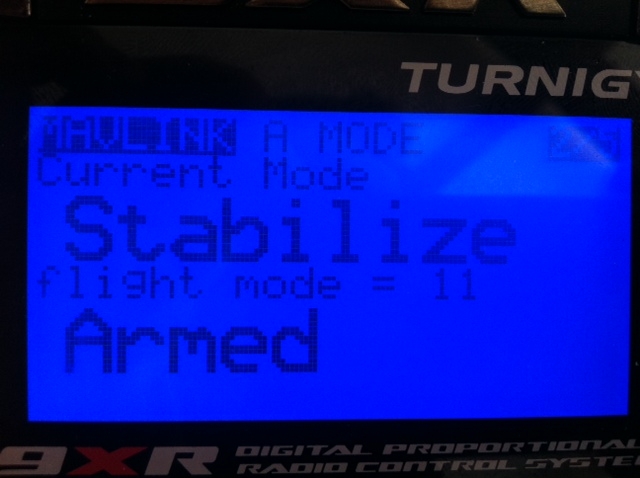 TURNIGY
MAVLINK A MODE
Current Mode
Stabilize
flight mode = 11
Armed
9XR DIGITAL PROPORTIONAL
RADIO CONTROL SYSTEM